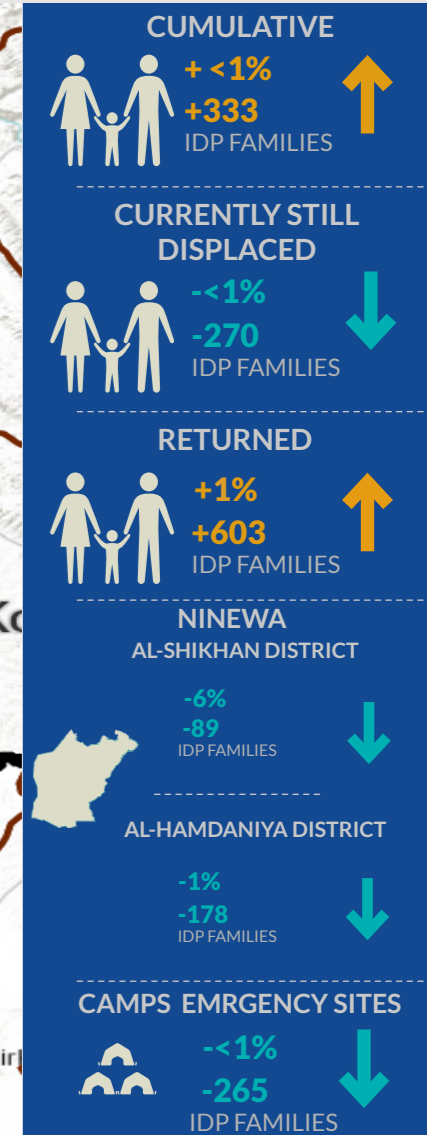 CUMULATIVE
+ <1%
+333
IDP FAMILIES
CURRENTLY STILL
DISPLACED
-<1%
-270
IDP FAMILIES
RETURNED
+1%
+603
IDP FAMILIES
NINEWA
AL-SHIKHAN DISTRICT
-6%
-89
IDP FAMILIES
AL-HAMDANIYA DISTRICT
-1%
-178
IDP FAMILIES
CAMPS EMRGENCY SITES
-<1%
-265
IDP FAMILIES